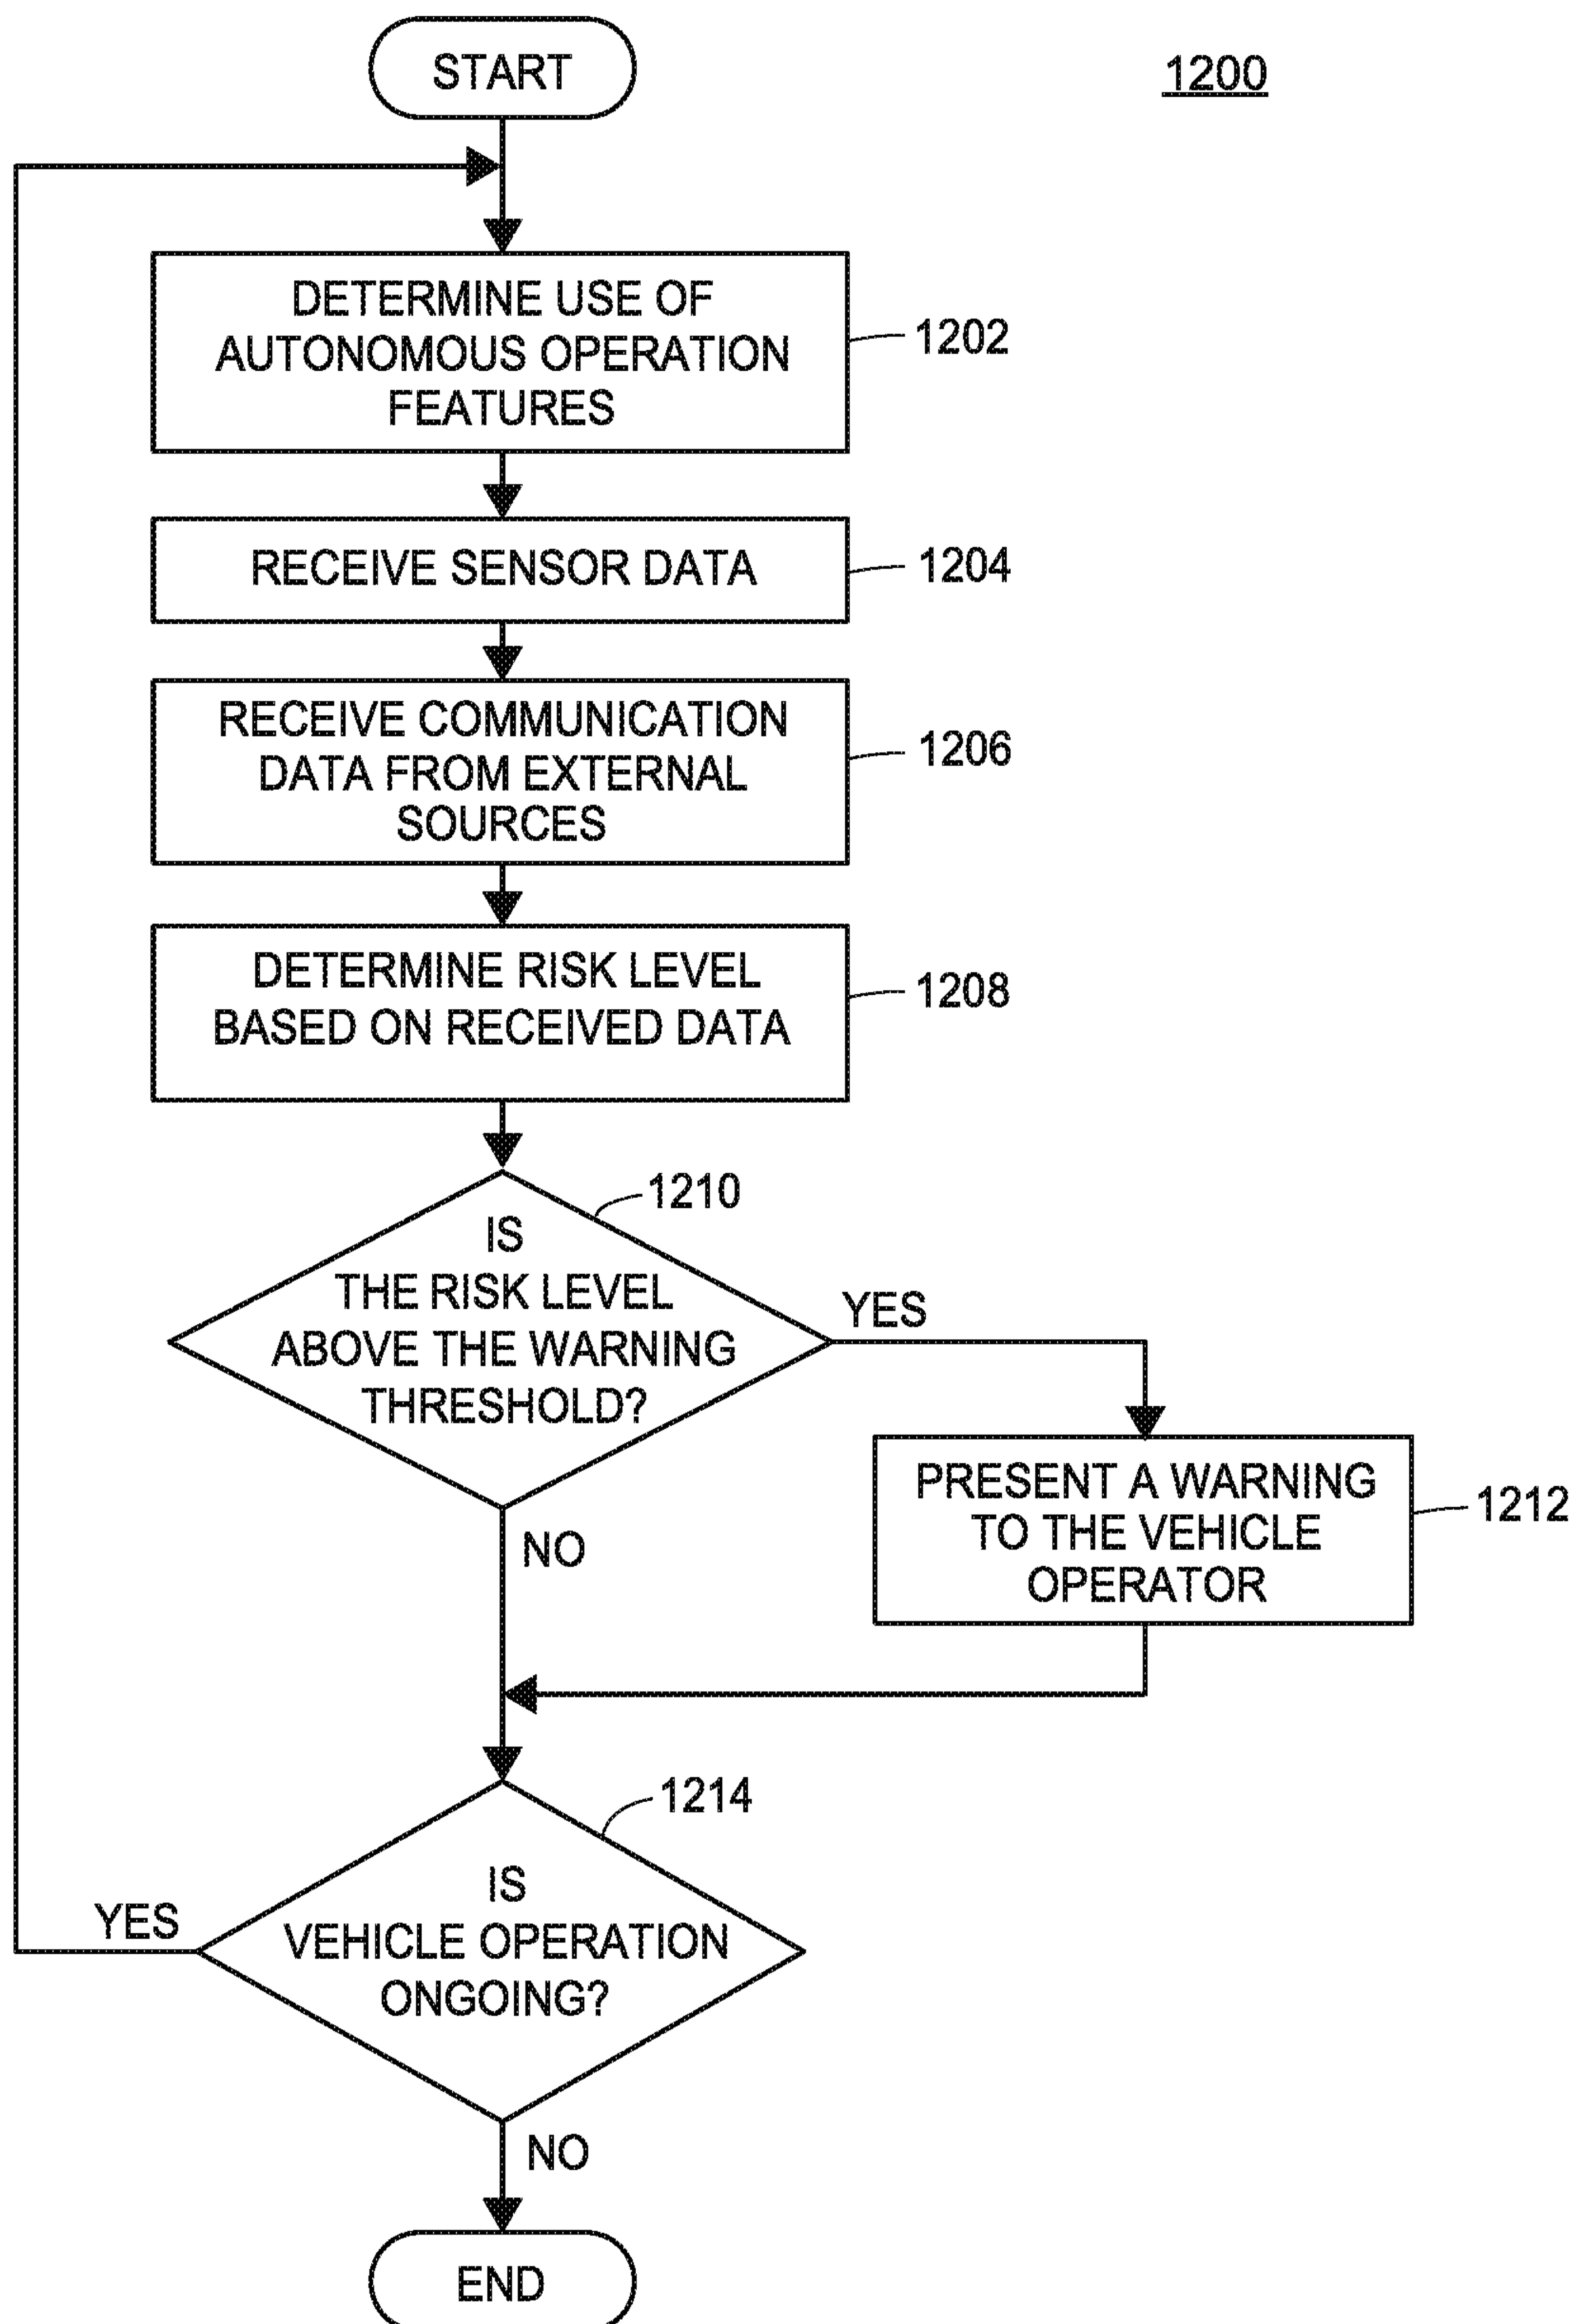 START
1200
DETERMINE USE OF
AUTONOMOUS OPERATION
FEATURES
1202
RECEIVE SENSOR DATA
1204
RECEIVE COMMUNICATION
DATA FROM EXTERNAL
SOURCES
1206
DETERMINE RISK LEVEL
BASED ON RECEIVED DATA
1208
1210
IS
THE RISK LEVEL
ABOVE THE WARNING
THRESHOLD?
YES
NO
PRESENT A WARNING
TO THE VEHICLE
OPERATOR
1212
1214
IS
VEHICLE OPERATION
ONGOING?
YES
NO
END